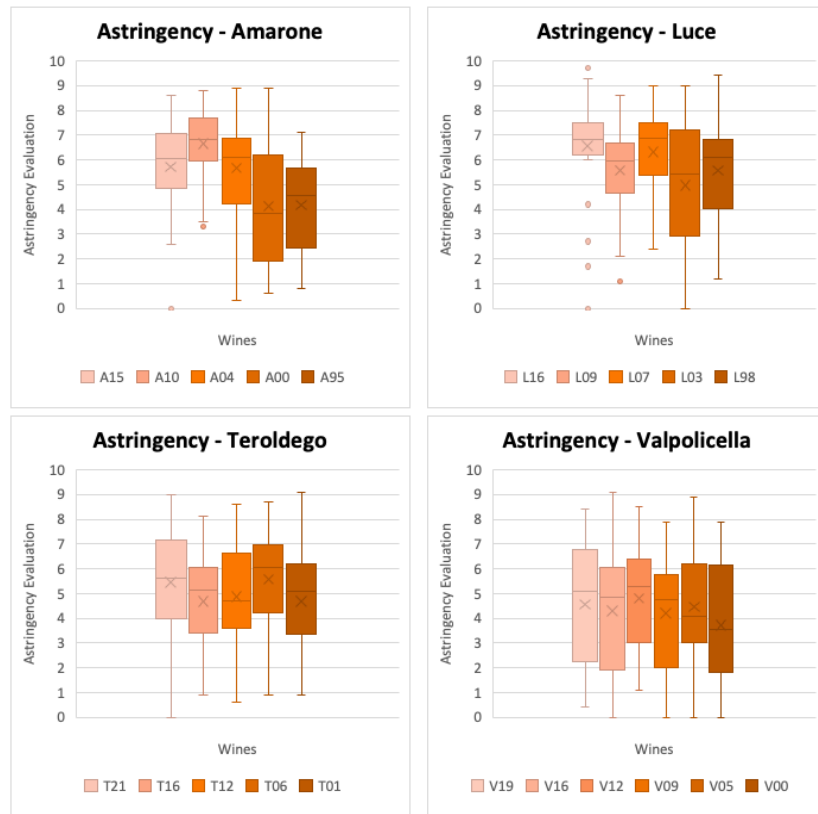 Astringency - Amarone
10
9
8
7
6
5
4
3
2
1
0
Astringency Evaluation
Wines
A15 A10 A04 A00 A95
Astringency - Luce
10
9
8
7
6
5
4
3
2
1
0
Astringency Evaluation
Wines
L16 L09 L07 L03 L98
Astringency - Teroldego
10
9
8
7
6
5
4
3
2
1
0
Astringency Evaluation
Wines
T21 T16 T12 T06 T01
Astringency - Valpolicella
10
9
8
7
6
5
4
3
2
1
0
Astringency Evaluation
Wines
V19 V16 V12 V09 V05 V00